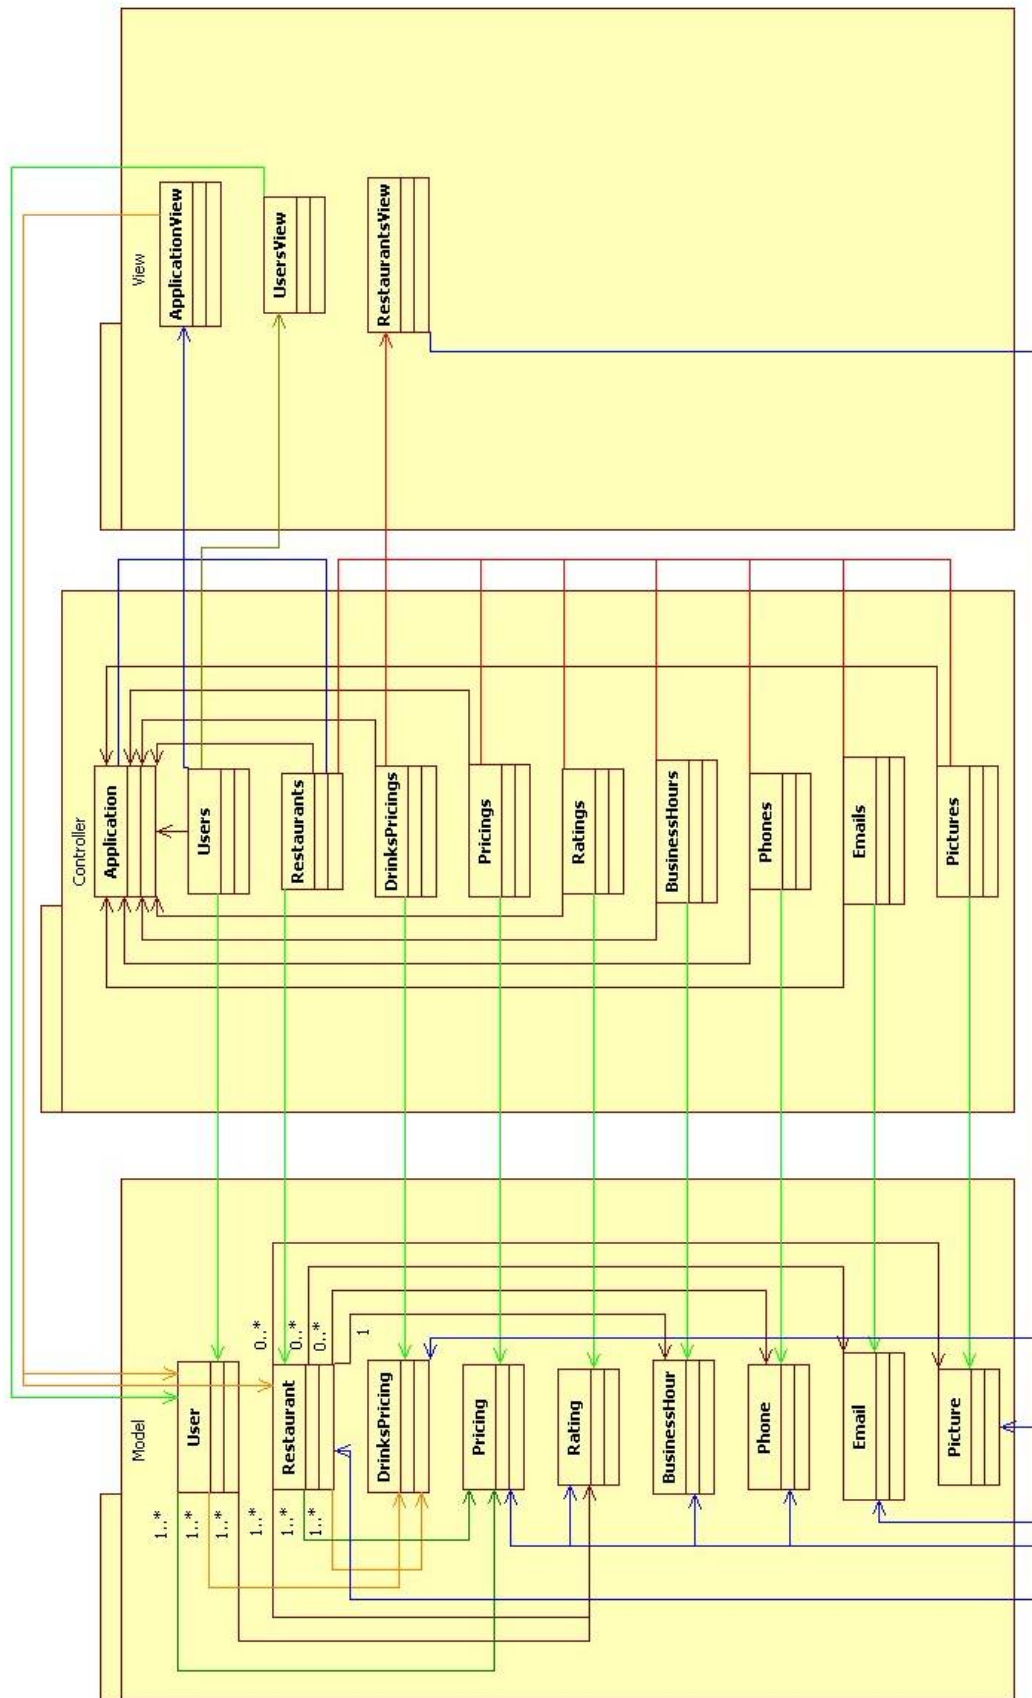 Model
User
Restaurant
DrinksPricing
Pricing
Rating
BusinessHour
Phone
Email
Picture
1..*
1..*
1..*
1..*
1..*
1..*
0..*
0..*
0..*
1
Controller
Application
Users
Restaurants
DrinksPricings
Pricings
Ratings
BusinessHours
Phones
Emails
Pictures
View
ApplicationView
UsersView
RestaurantsView